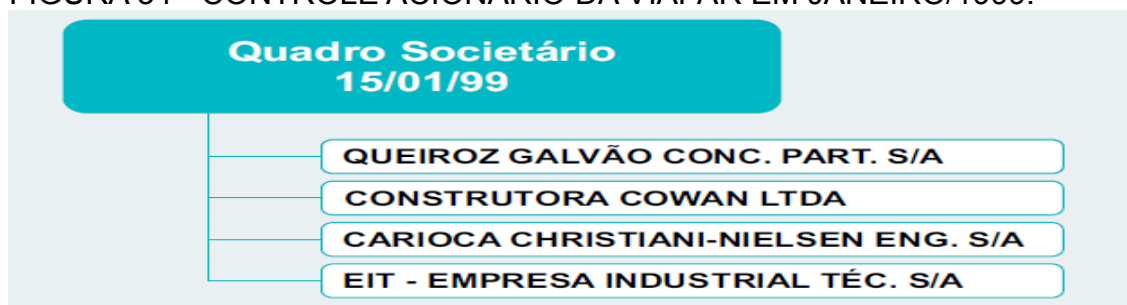 Quadro Societário
15/01/99
QUEIROZ GALVÃO CONC. PART. S/A
CONSTRUTORA COWAN LTDA
CARIOCA CHRISTIANI-NIELSEN ENG. S/A
EIT - EMPRESA INDUSTRIAL TÉC. S/A